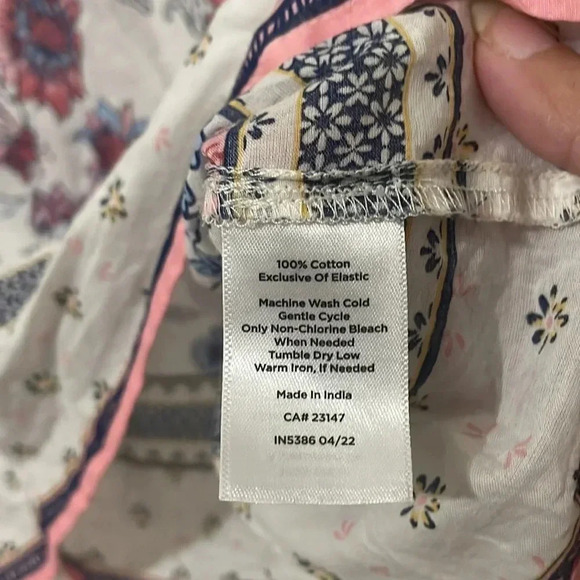 100% Cotton
Exclusive Of Elastic
Machine Wash Cold
Gentle Cycle
Only Non-Chlorine Bleach
When Needed
Tumble Dry Low
Warm Iron, If Needed
Made In India
CA# 23147
IN5386 04/22